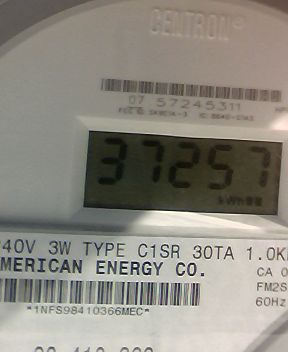 CENTRON®
07 57245311
37257
kWh
240V 3W TYPE C1SR 30TA 1.0K
AMERICAN ENERGY CO.
CA 0
FM2S
60Hz
*1NFS98410366MEC*